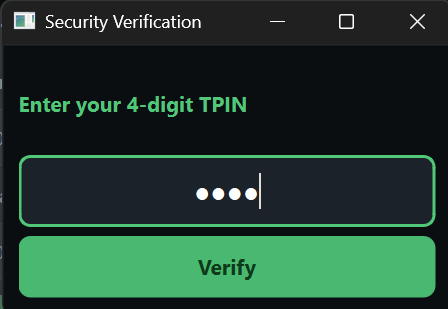 Security Verification
Enter your 4-digit TPIN
●●●●
Verify